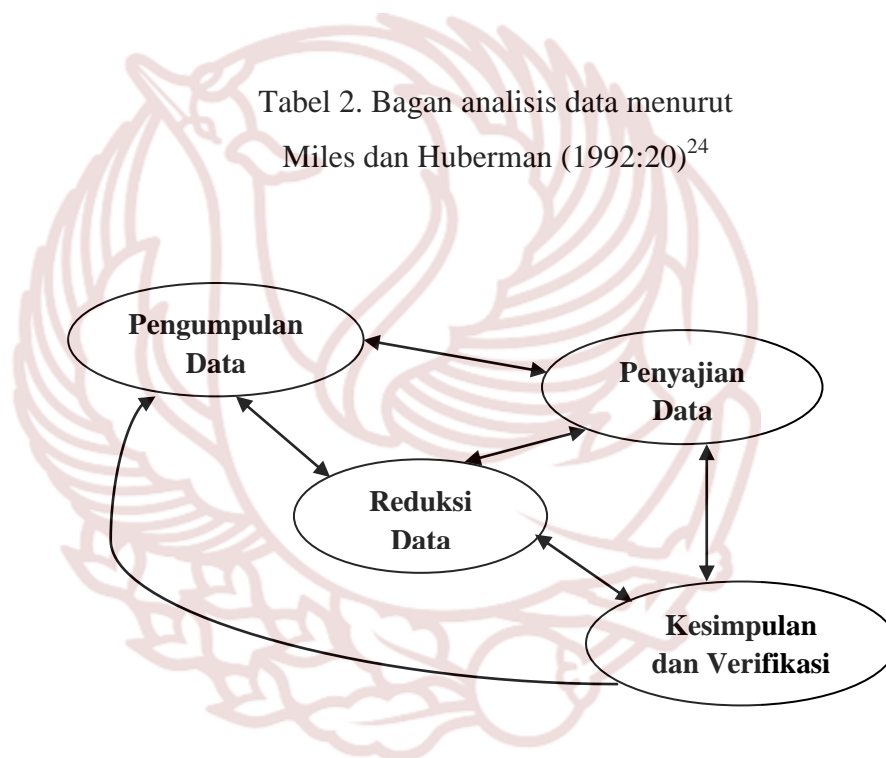 Tabel 2. Bagan analisis data menurut
Miles dan Huberman (1992:20)²⁴
Pengumpulan
Data
Penyajian
Data
Reduksi
Data
Kesimpulan
dan Verifikasi